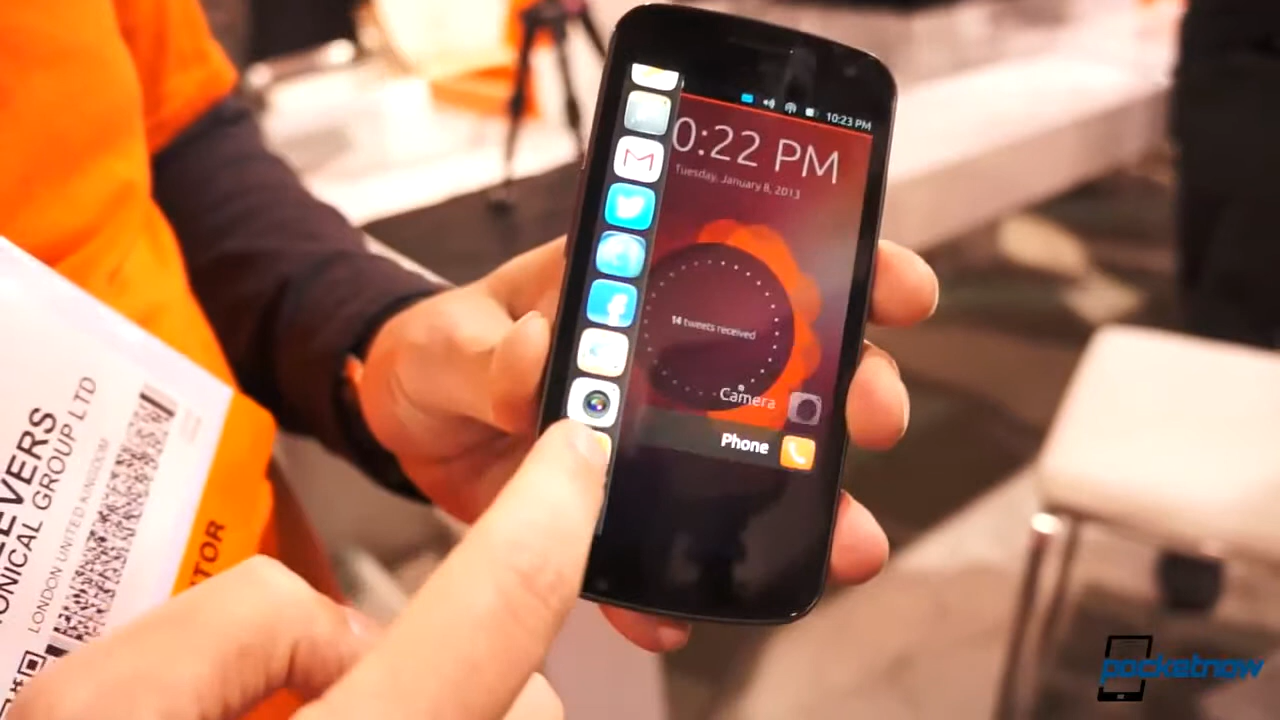 10:23 PM
0:22 PM
Tuesday, January 8, 2013
14 tweets received
Camera
Phone
EVERS
ONICAL GROUP LTD
LONDON UNITED KINGDOM
TOR
pocketnow